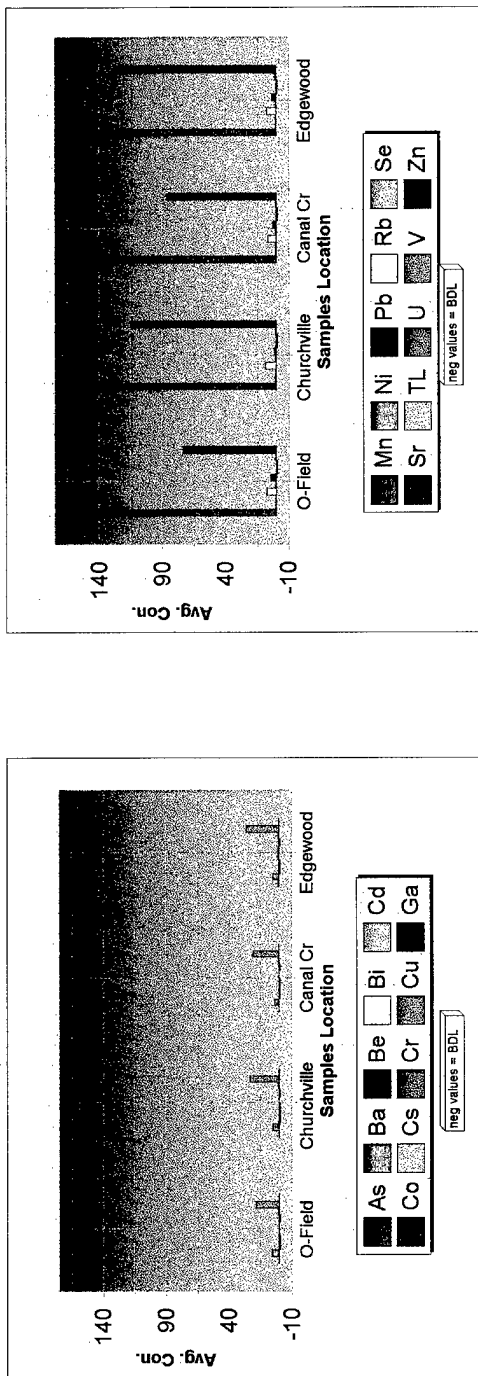 140
90
40
-10
Avg. Con.
O-Field
Churchville
Canal Cr
Edgewood
Samples Location
As Ba Be Bi Cd
Co Cs Cr Cu Ga
neg values = BDL
140
90
40
-10
Avg. Con.
O-Field
Churchville
Canal Cr
Edgewood
Samples Location
Mn Ni Pb Rb Se
Sr TL U V Zn
neg values = BDL